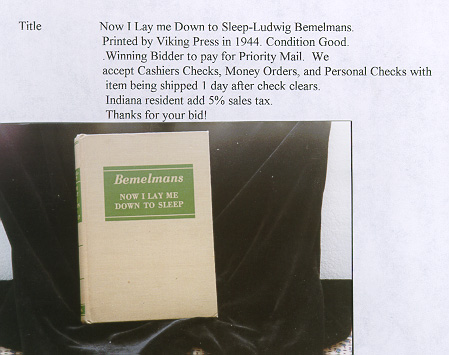 Title Now I Lay me Down to Sleep-Ludwig Bemelmans.
Printed by Viking Press in 1944. Condition Good.
.Winning Bidder to pay for Priority Mail. We
accept Cashiers Checks, Money Orders, and Personal Checks with
item being shipped 1 day after check clears.
Indiana resident add 5% sales tax.
Thanks for your bid!
Bemelmans
NOW I LAY ME
DOWN TO SLEEP